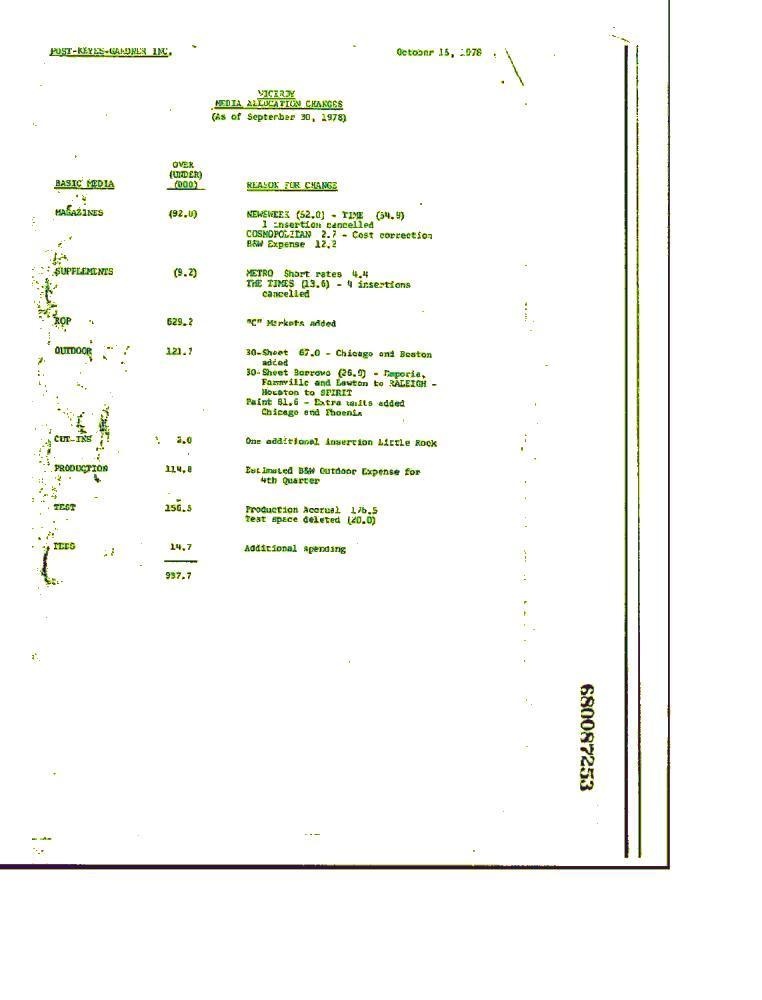 POST-KEYES-GARDNER INC.
October 16, 1978
VICEROY
MEDIA ALLOCATION CHANGES
(As of September 30, 1978)
OVER
(UNDER)
BASIC MEDIA (000) REASON FOR CHANGE
MAGAZINES (92.0) NEWSWEEK (52.0) - TIME (54.9)
1 insertion cancelled
COSMOPOLITAN 2.7 - Cost correction
B&W Expense 12.2
SUPPLEMENTS (9.2) METRO Short rates 4.4
THE TIMES (13.6) - 4 insertions
cancelled
ROP 629.2 "C" Markets added
OUTDOOR 121.7 30-Sheet 67.0 - Chicago and Boston
added
30-Sheet Borrows (26.9) - Emporia,
Farmville and Lawton to RALEIGH -
Houston to SPIRIT
Paint 81.6 - Extra units added
Chicago and Phoenix
CUT-INS 2.0 One additional insertion Little Rock
PRODUCTION 114.8 Estimated B&W Outdoor Expense for
4th Quarter
TEST 156.5 Production Accrual 176.5
Test space deleted (20.0)
FEES 14.7 Additional spending
937.7
680087253